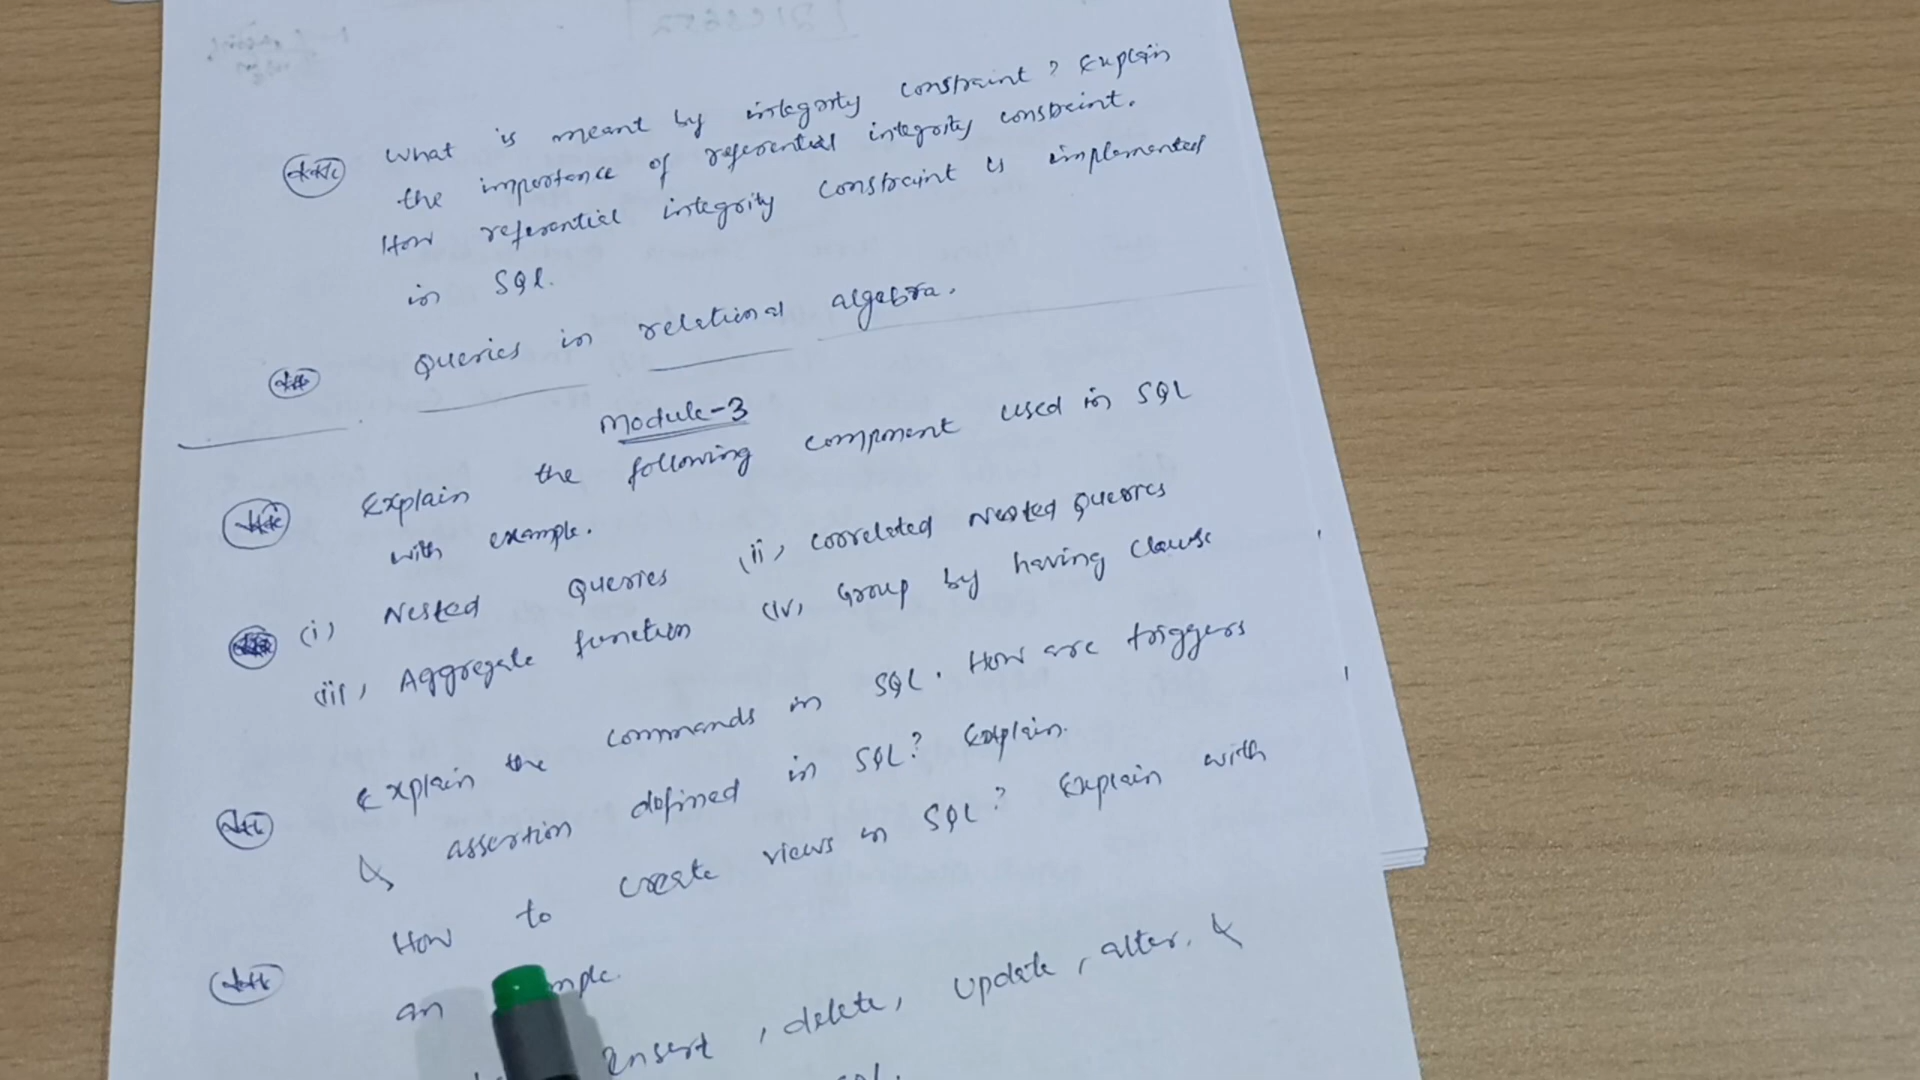 What is meant by integrity constraint? Explain
the importance of referential integrity constraint.
How referential integrity constraint is implemented
in SQL.
Queries in relational algebra.
Module-3
Explain the following component used in SQL
with example.
(i) Nested Queries (ii) Correlated Nested Queries
(iii) Aggregate function (iv) Group by having clause
Explain the commands in SQL. How are triggers
& assertion defined in SQL? Explain.
How to create views in SQL? Explain with
an
Insert, delete, Update, alter, &
SQL.